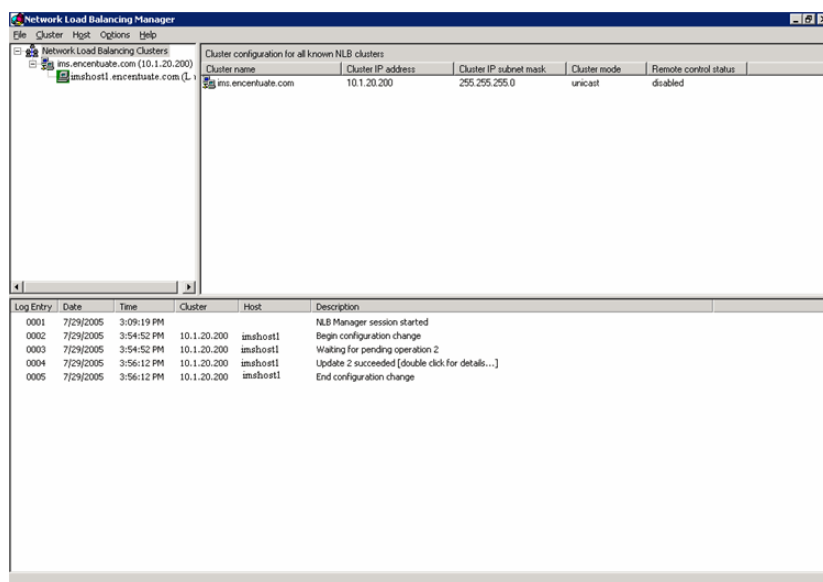 Network Load Balancing Manager
File Cluster Host Options Help
Network Load Balancing Clusters
ims.encentuate.com (10.1.20.200)
imshost1.encentuate.com (L
Cluster configuration for all known NLB clusters
Cluster name Cluster IP address Cluster IP subnet mask Cluster mode Remote control status
ims.encentuate.com 10.1.20.200 255.255.255.0 unicast disabled
Log Entry Date Time Cluster Host Description
0001 7/29/2005 3:09:19 PM NLB Manager session started
0002 7/29/2005 3:54:52 PM 10.1.20.200 imshost1 Begin configuration change
0003 7/29/2005 3:54:52 PM 10.1.20.200 imshost1 Waiting for pending operation 2
0004 7/29/2005 3:56:12 PM 10.1.20.200 imshost1 Update 2 succeeded [double click for details...]
0005 7/29/2005 3:56:12 PM 10.1.20.200 imshost1 End configuration change